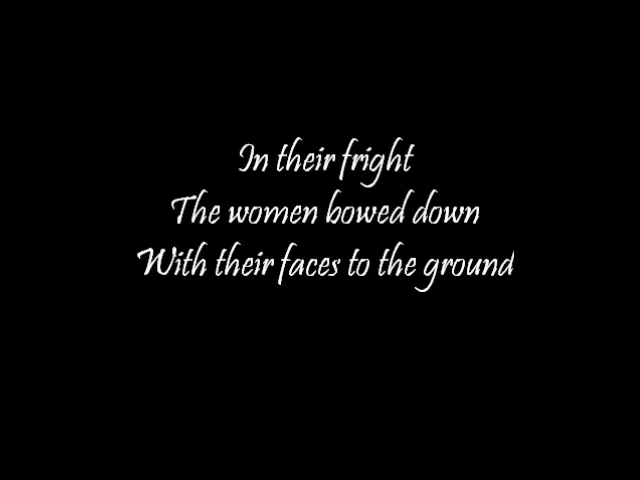 In their fright
The women bowed down
With their faces to the ground